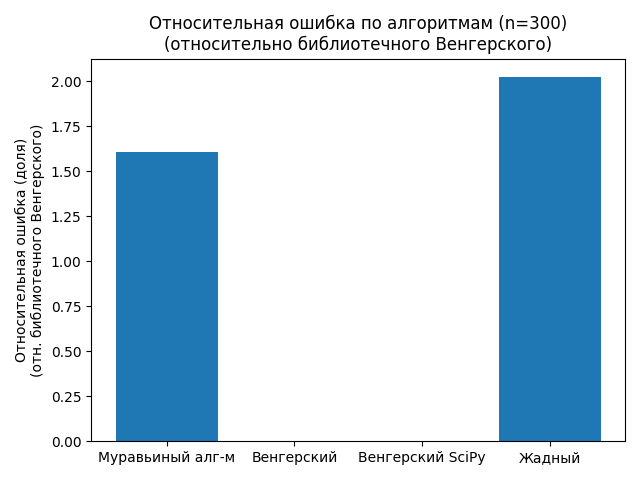 Относительная ошибка по алгоритмам (n=300)
(относительно библиотечного Венгерского)
Относительная ошибка (доля)
(отн. библиотечного Венгерского)
2.00
1.75
1.50
1.25
1.00
0.75
0.50
0.25
0.00
Муравьиный алг-м
Венгерский
Венгерский SciPy
Жадный